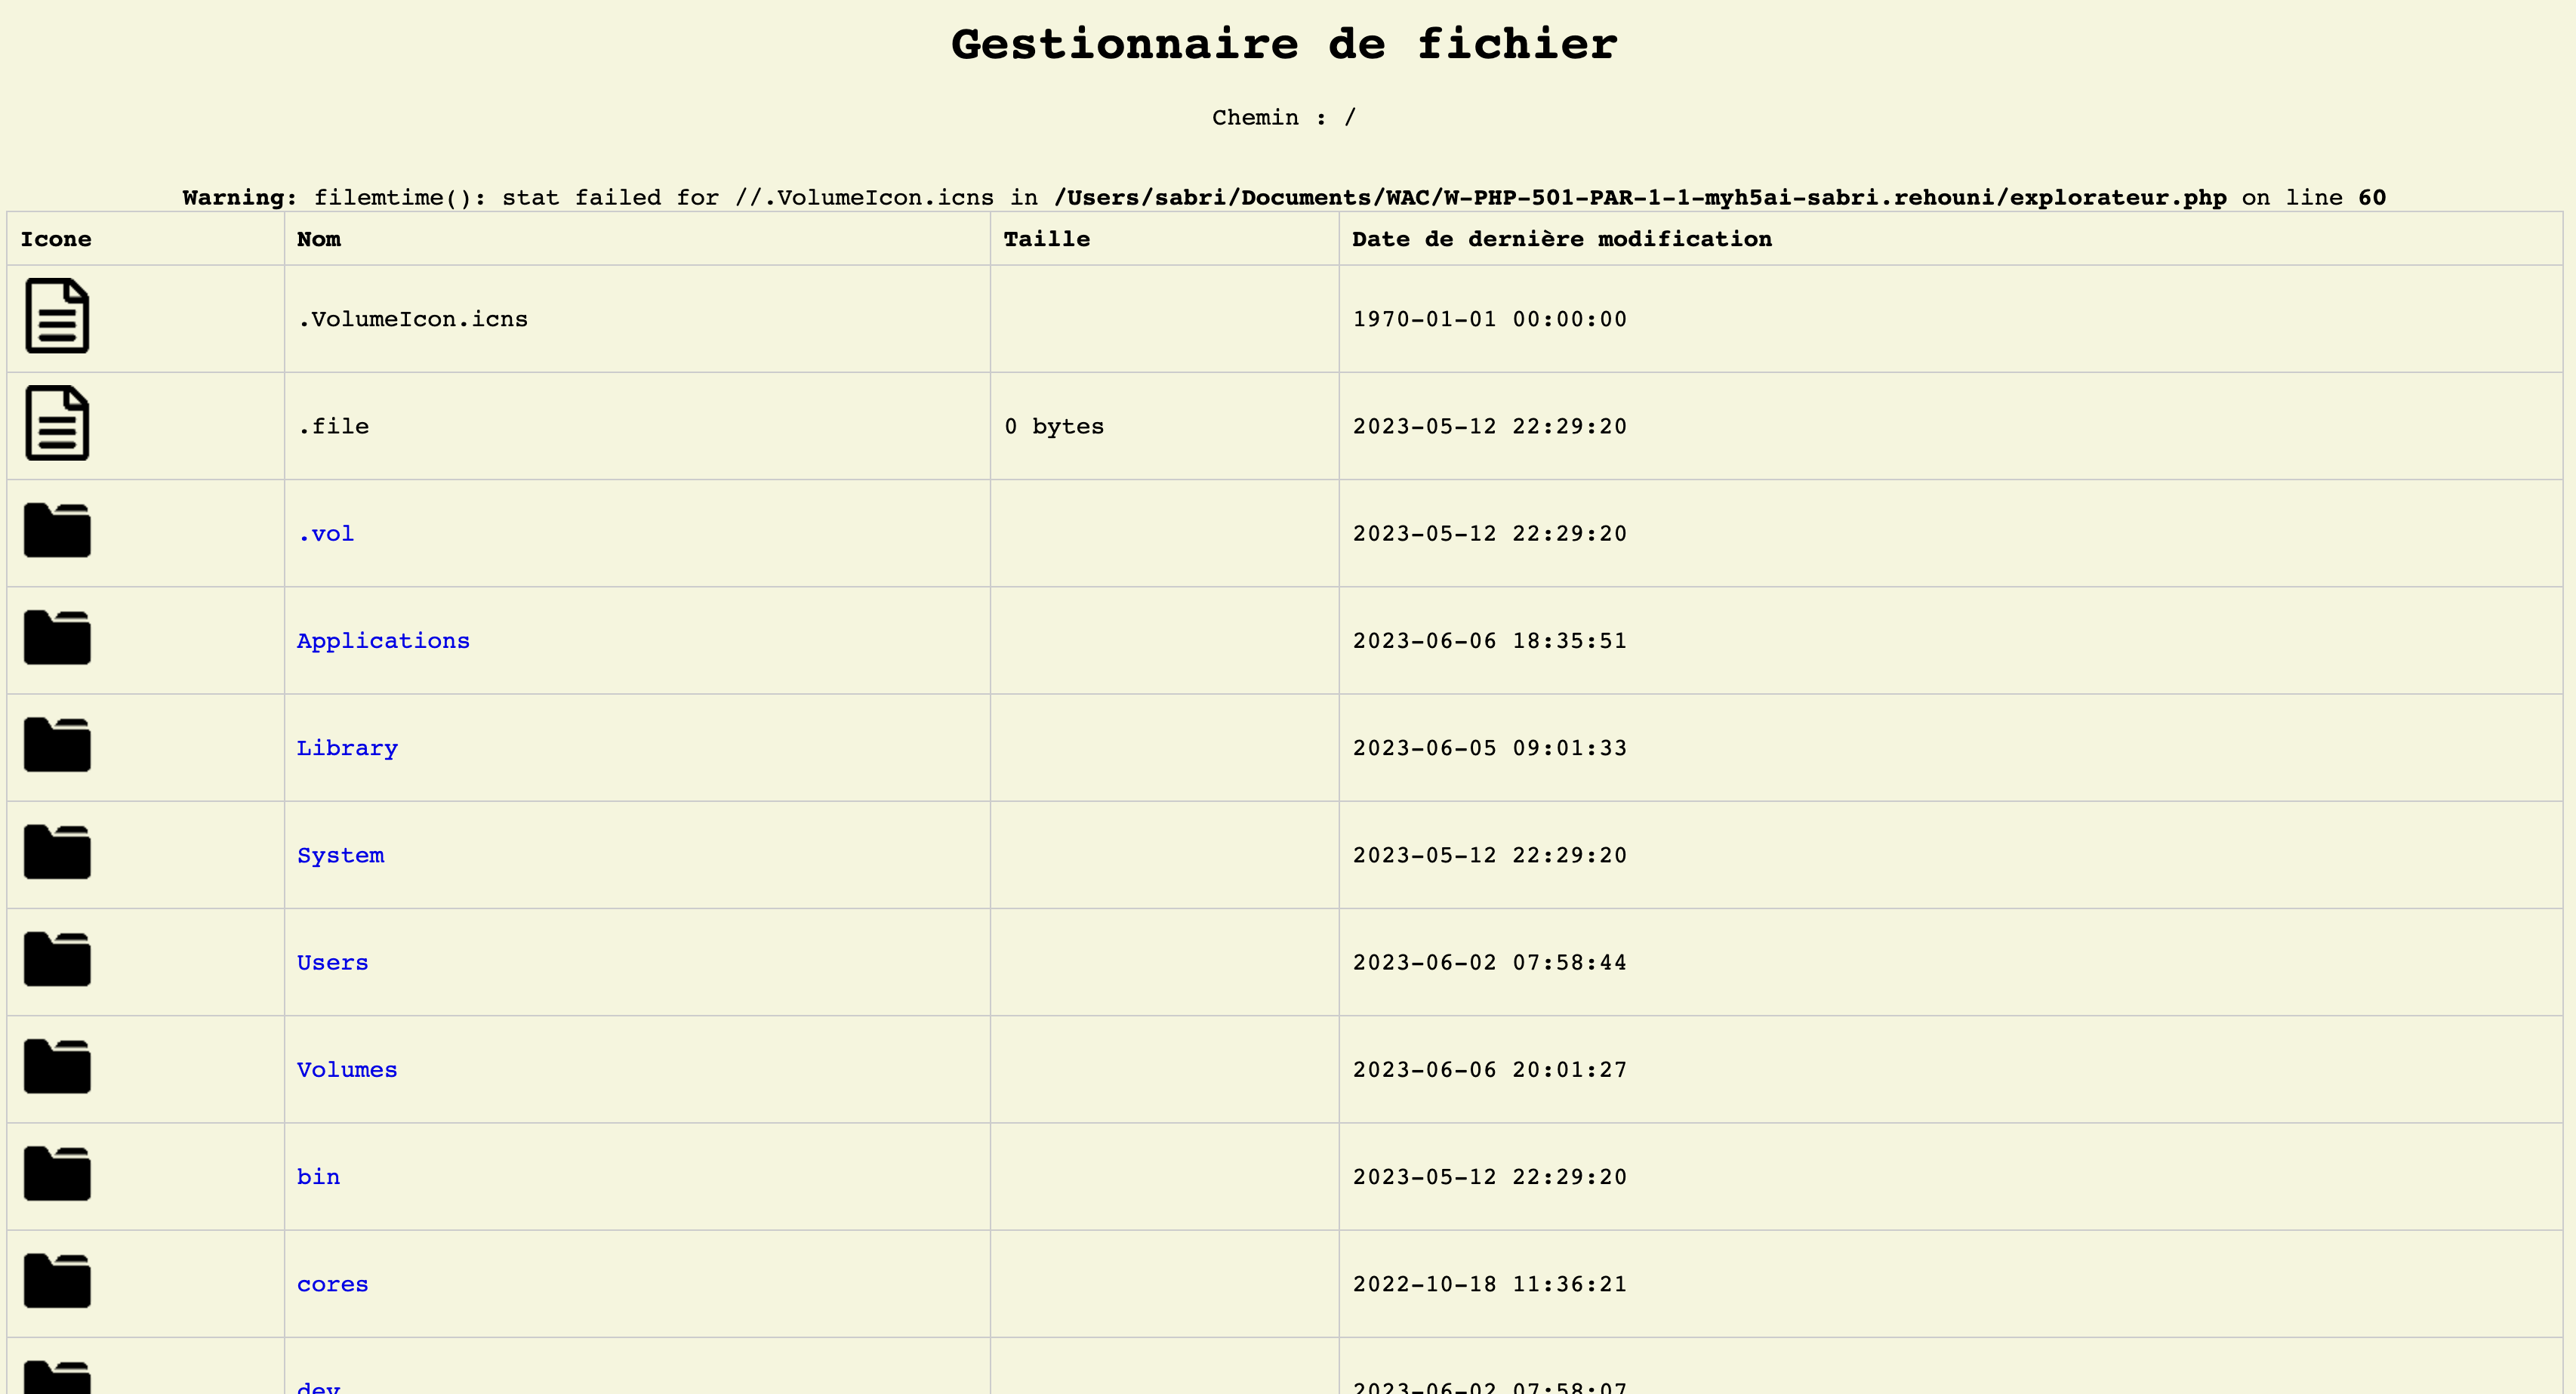 Gestionnaire de fichier
Chemin : /
Warning: filemtime(): stat failed for //.VolumeIcon.icns in /Users/sabri/Documents/WAC/W-PHP-501-PAR-1-1-myh5ai-sabri.rehouni/explorateur.php on line 60
Icone Nom Taille Date de dernière modification
.VolumeIcon.icns 1970-01-01 00:00:00
.file 0 bytes 2023-05-12 22:29:20
.vol 2023-05-12 22:29:20
Applications 2023-06-06 18:35:51
Library 2023-06-05 09:01:33
System 2023-05-12 22:29:20
Users 2023-06-02 07:58:44
Volumes 2023-06-06 20:01:27
bin 2023-05-12 22:29:20
cores 2022-10-18 11:36:21
dev 2023-06-02 07:58:07